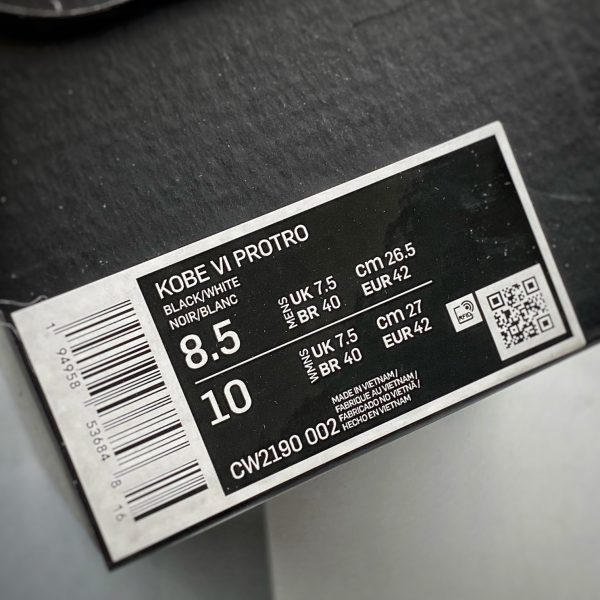 KOBE VI PROTRO
BLACK/WHITE
NOIR/BLANC
8.5
MENS
UK 7.5
BR 40
cm 26.5
EUR 42
10
WMNS
UK 7.5
BR 40
cm 27
EUR 42
CW2190 002
MADE IN VIETNAM/
FABRIQUE AU VIETNAM/
FABRICADO NO VIETNÃ/
HECHO EN VIETNAM
RFID
1 94958 53684 8 16